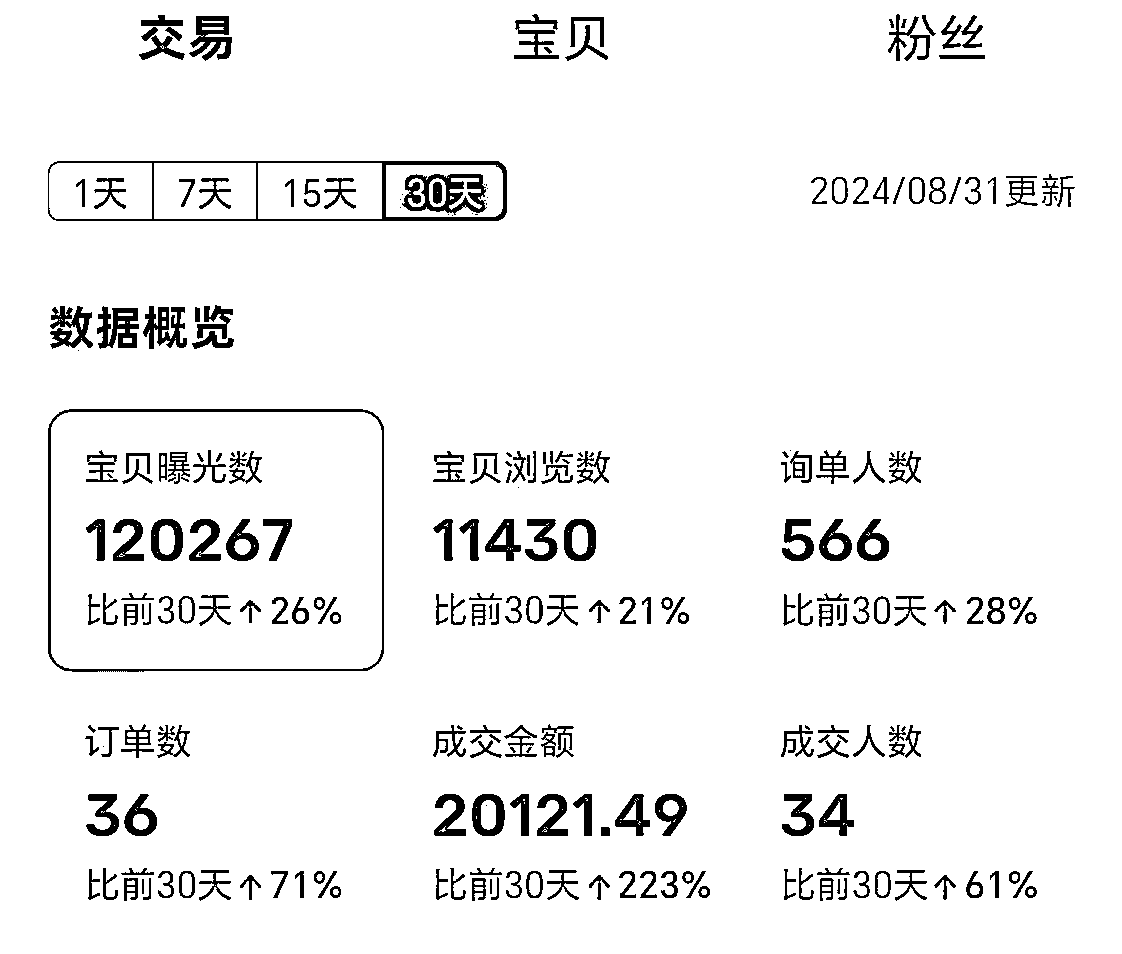 交易 宝贝 粉丝
1天 7天 15天 30天 2024/08/31更新
数据概览
宝贝曝光数 宝贝浏览数 询单人数
120267 11430 566
比前30天↑26% 比前30天↑21% 比前30天↑28%
订单数 成交金额 成交人数
36 20121.49 34
比前30天↑71% 比前30天↑223% 比前30天↑61%